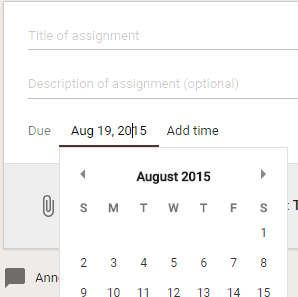 Title of assignment
Description of assignment (optional)
Due Aug 19, 2015 Add time
August 2015
S M T W T F S
1
2 3 4 5 6 7 8
9 10 11 12 13 14 15